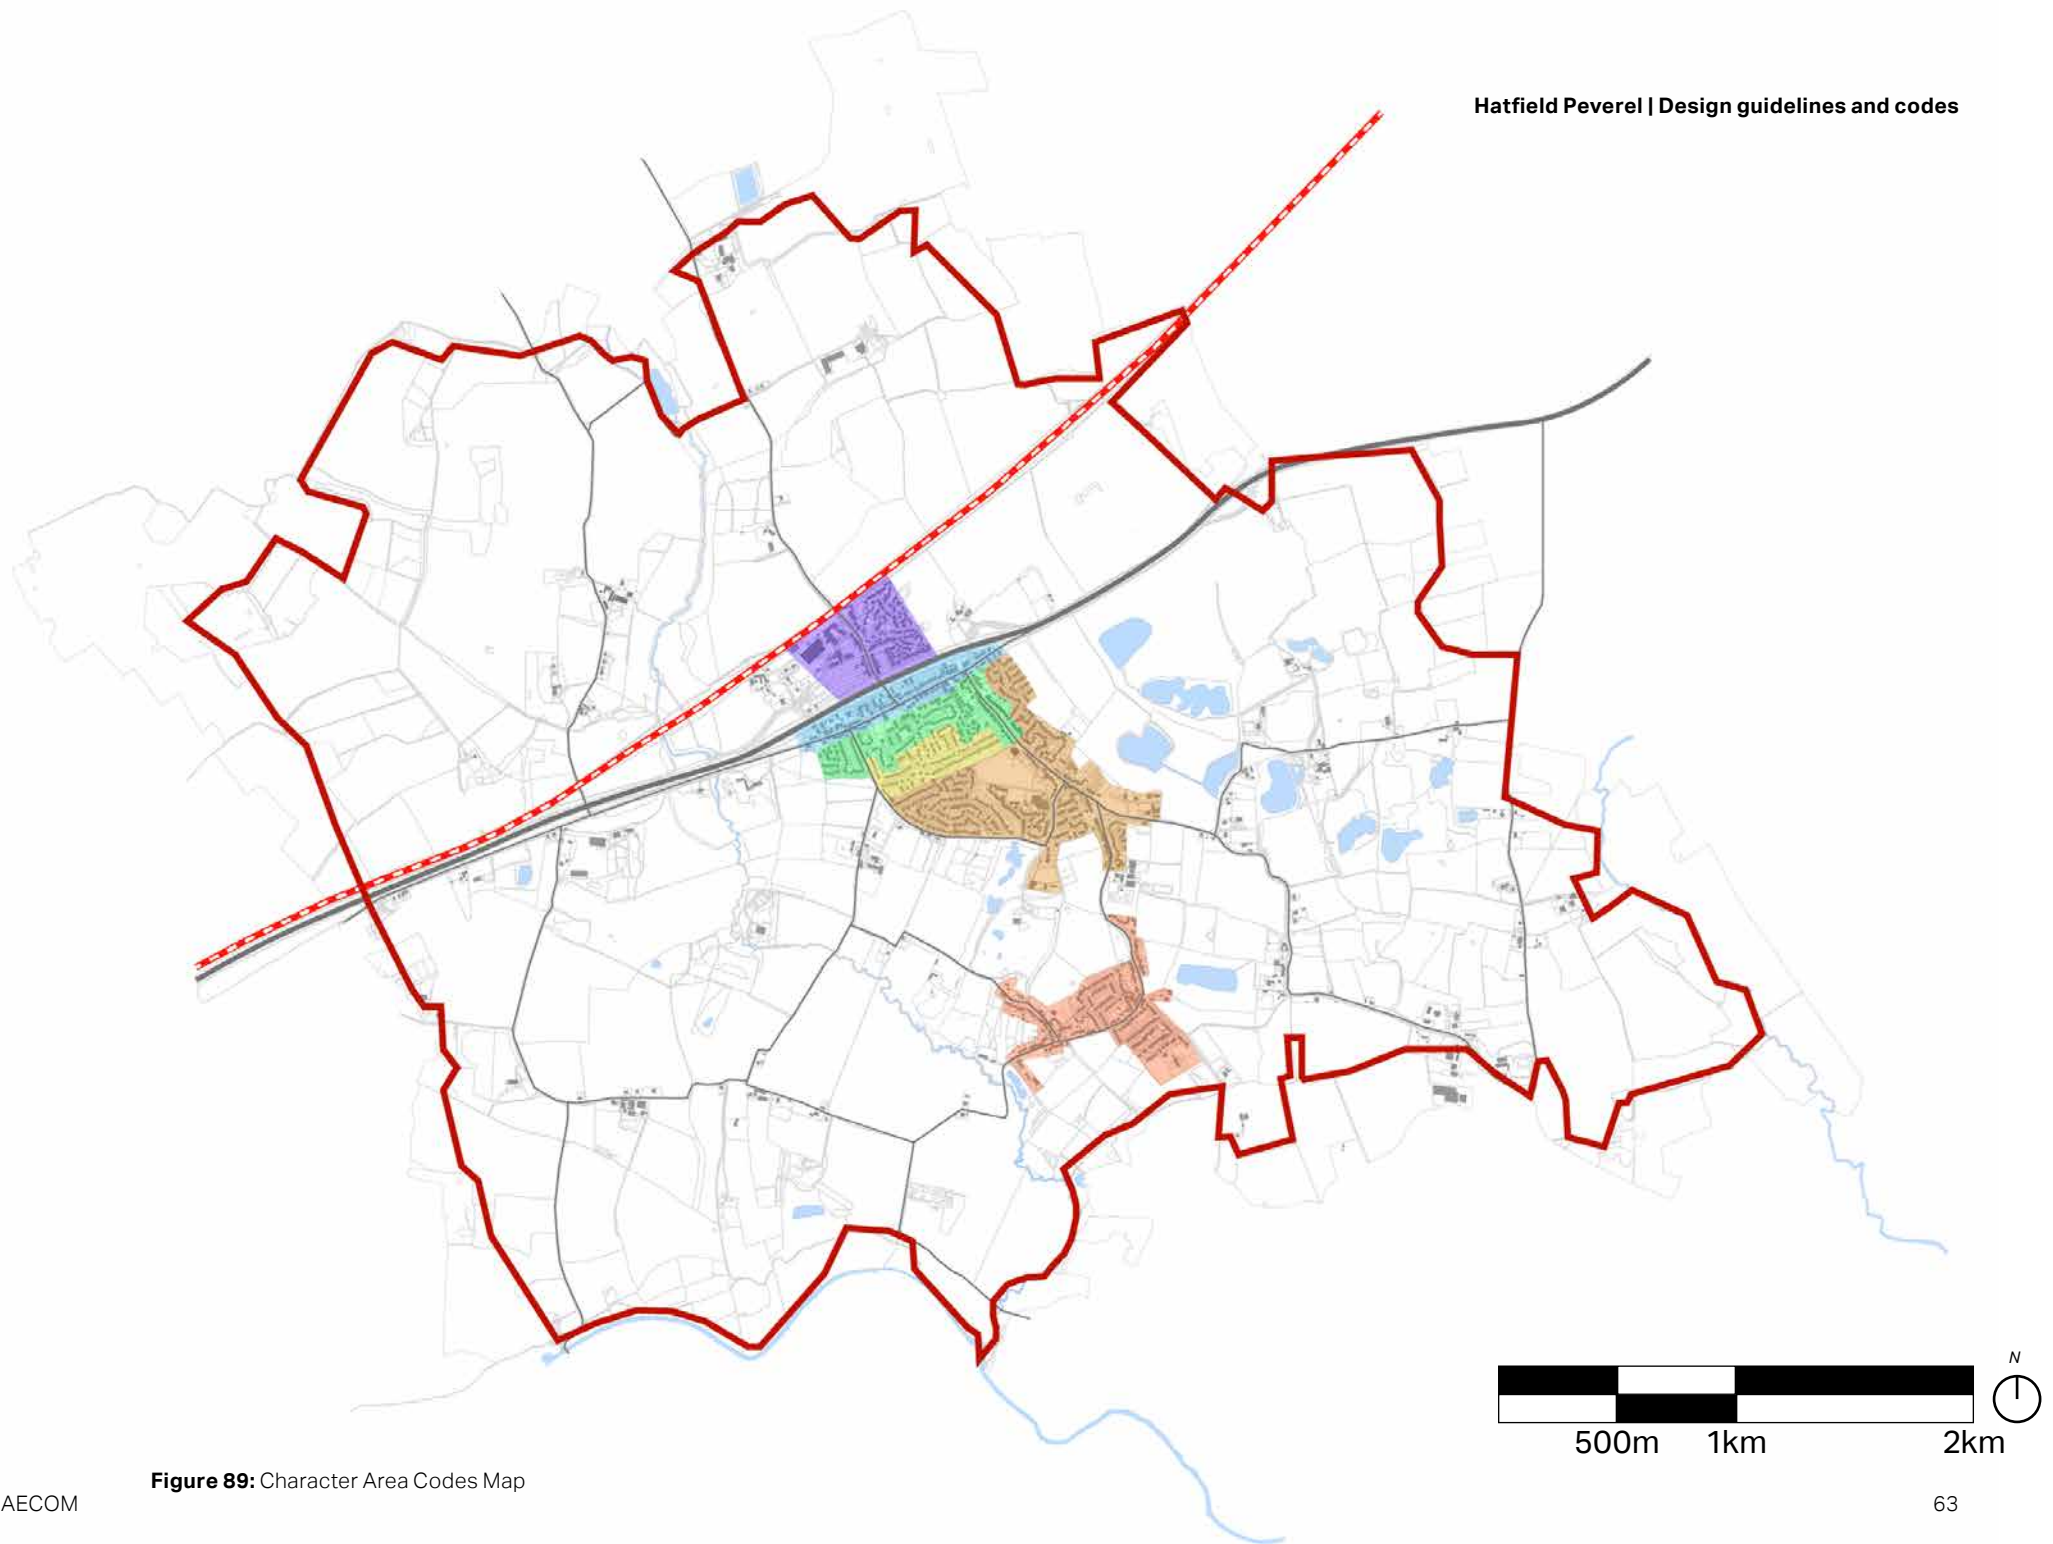 Hatfield Peverel | Design guidelines and codes
N
500m 1km 2km
Figure 89: Character Area Codes Map
AECOM 63